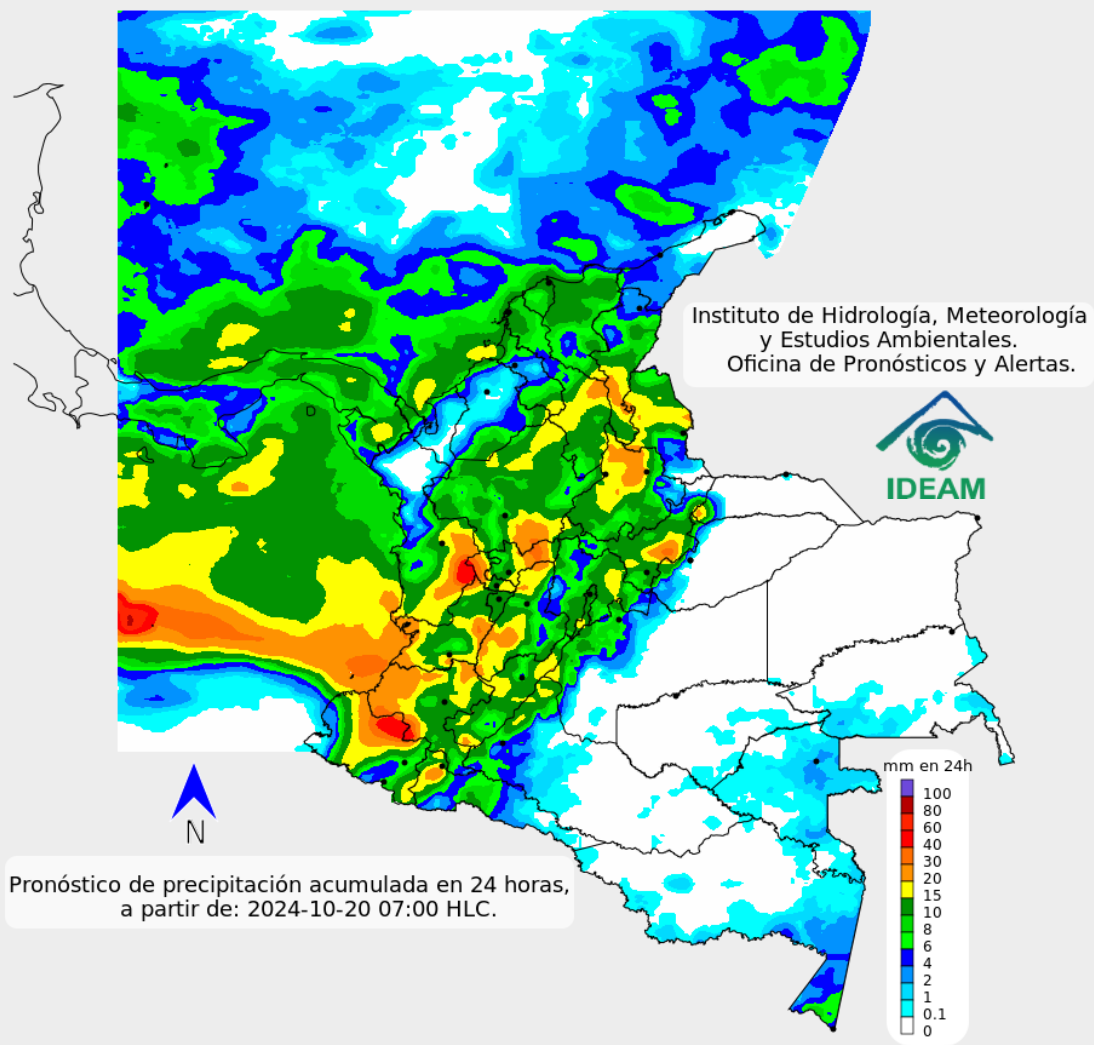 Instituto de Hidrología, Meteorología
y Estudios Ambientales.
Oficina de Pronósticos y Alertas.
IDEAM
D
mm en 24h
100
80
60
40
30
20
15
10
8
6
4
2
1
0.1
0
N
Pronóstico de precipitación acumulada en 24 horas,
a partir de: 2024-10-20 07:00 HLC.